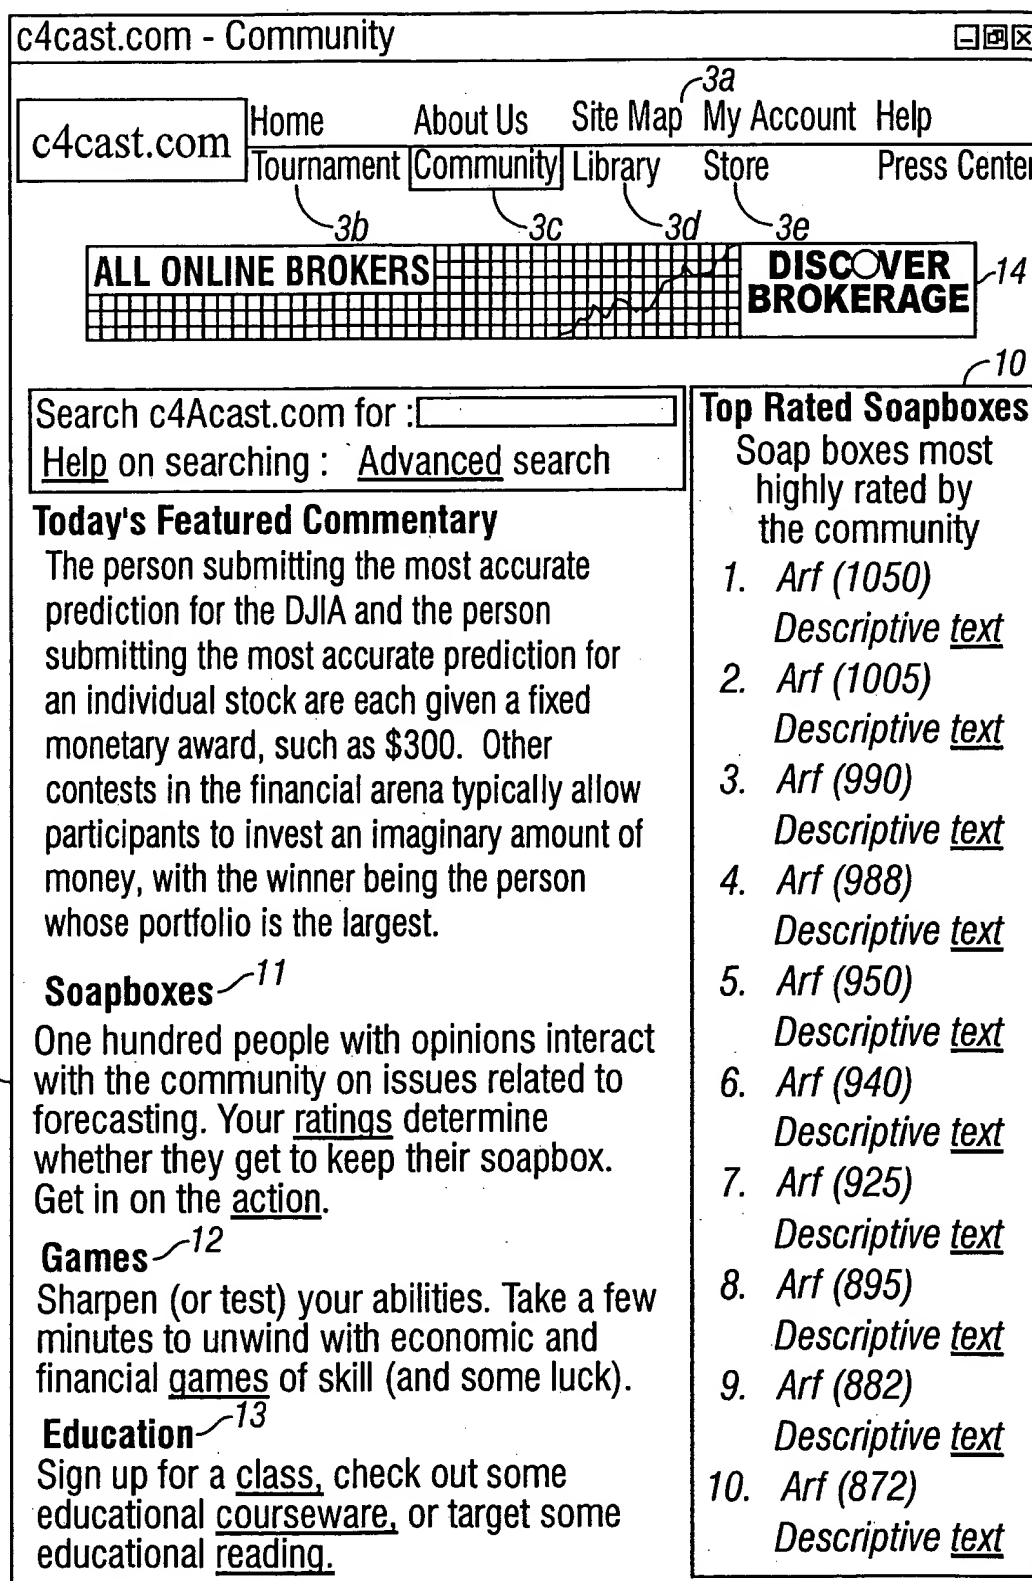 c4cast.com - Community
3a
c4cast.com
Home About Us Site Map My Account Help
Tournament Community Library Store Press Center
3b 3c 3d 3e
ALL ONLINE BROKERS
DISCOVER
BROKERAGE
14
10
Search c4Acast.com for :
Help on searching : Advanced search
Today's Featured Commentary
The person submitting the most accurate
prediction for the DJIA and the person
submitting the most accurate prediction for
an individual stock are each given a fixed
monetary award, such as $300. Other
contests in the financial arena typically allow
participants to invest an imaginary amount of
money, with the winner being the person
whose portfolio is the largest.
Soapboxes 11
One hundred people with opinions interact
with the community on issues related to
forecasting. Your ratings determine
whether they get to keep their soapbox.
Get in on the action.
Games 12
Sharpen (or test) your abilities. Take a few
minutes to unwind with economic and
financial games of skill (and some luck).
Education 13
Sign up for a class, check out some
educational courseware, or target some
educational reading.
Top Rated Soapboxes
Soap boxes most
highly rated by
the community
1. Arf (1050)
Descriptive text
2. Arf (1005)
Descriptive text
3. Arf (990)
Descriptive text
4. Arf (988)
Descriptive text
5. Arf (950)
Descriptive text
6. Arf (940)
Descriptive text
7. Arf (925)
Descriptive text
8. Arf (895)
Descriptive text
9. Arf (882)
Descriptive text
10. Arf (872)
Descriptive text